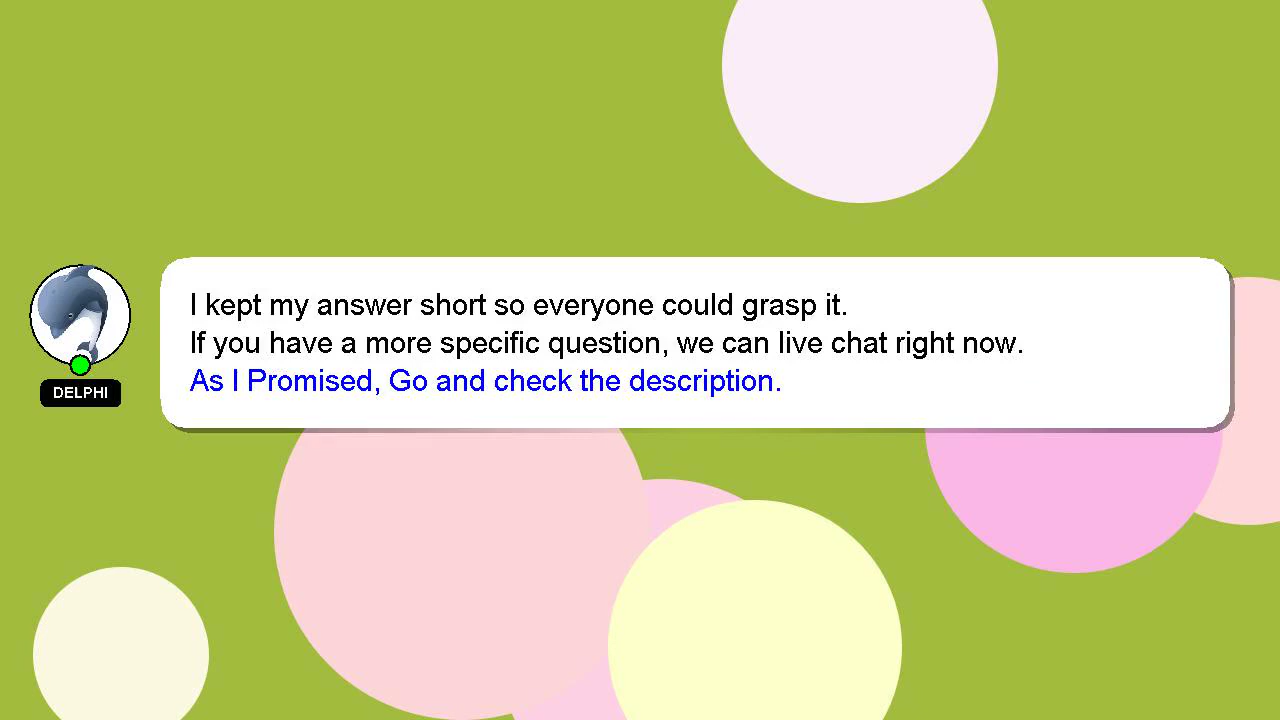 I kept my answer short so everyone could grasp it.
If you have a more specific question, we can live chat right now.
As I Promised, Go and check the description.
DELPHI